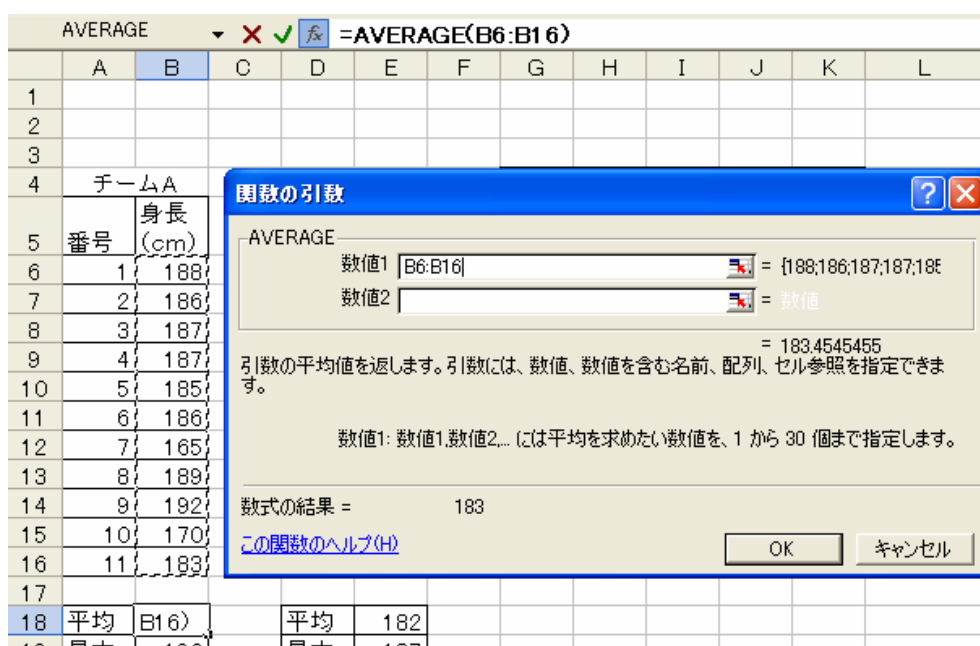 AVERAGE =AVERAGE(B6:B16)
A B C D E F G H I J K L
1
2
3
4 チームA
5 番号 身長(cm)
6 1 188
7 2 186
8 3 187
9 4 187
10 5 185
11 6 186
12 7 165
13 8 189
14 9 192
15 10 170
16 11 183
17
18 平均 B16) 平均 182
関数の引数
AVERAGE
数値1 B6:B16 = {188;186;187;187;185
数値2 = 数値
= 183.4545455
引数の平均値を返します。引数には、数値、数値を含む名前、配列、セル参照を指定できま
す。
数値1: 数値1,数値2,... には平均を求めたい数値を、1 から 30 個まで指定します。
数式の結果 = 183
この関数のヘルプ(H)
OK キャンセル